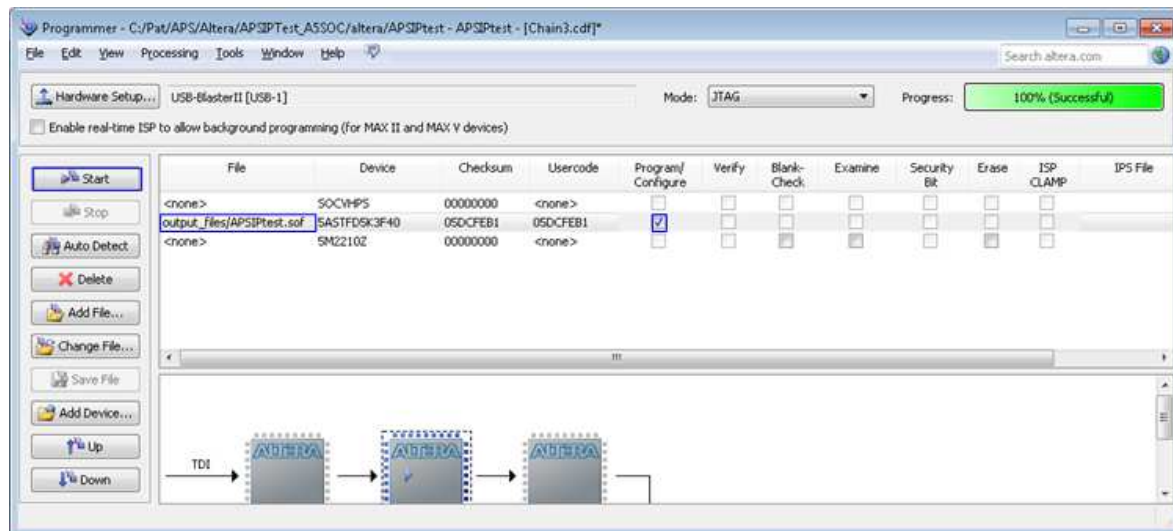 Programmer - C:/Pat/APS/Altera/APSIPTest_A5SOC/altera/APSIPtest - APSIPtest - [Chain3.cdf]*
File Edit View Processing Tools Window Help
Search altera.com
Hardware Setup... USB-BlasterII [USB-1] Mode: JTAG Progress: 100% (Successful)
Enable real-time ISP to allow background programming (for MAX II and MAX V devices)
Start
Stop
Auto Detect
Delete
Add File...
Change File...
Save File
Add Device...
Up
Down
File Device Checksum Usercode Program/ Configure Verify Blank- Check Examine Security Bit Erase ISP CLAMP IPS File
<none> SOCVHPS 00000000 <none>
output_files/APSIPtest.sof 5ASTFD5K3F40 05DCFEB1 05DCFEB1
<none> 5M2210Z 00000000 <none>
TDI
ALTERA ALTERA ALTERA